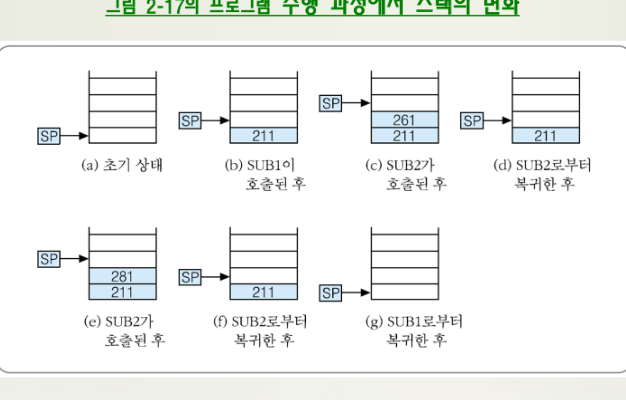 그림 2-17의 프로그램 수행 과정에서 스택의 변화
SP
(a) 초기 상태
SP
211
(b) SUB1이
호출된 후
SP
261
211
(c) SUB2가
호출된 후
SP
211
(d) SUB2로부터
복귀한 후
SP
281
211
(e) SUB2가
호출된 후
SP
211
(f) SUB2로부터
복귀한 후
SP
(g) SUB1로부터
복귀한 후